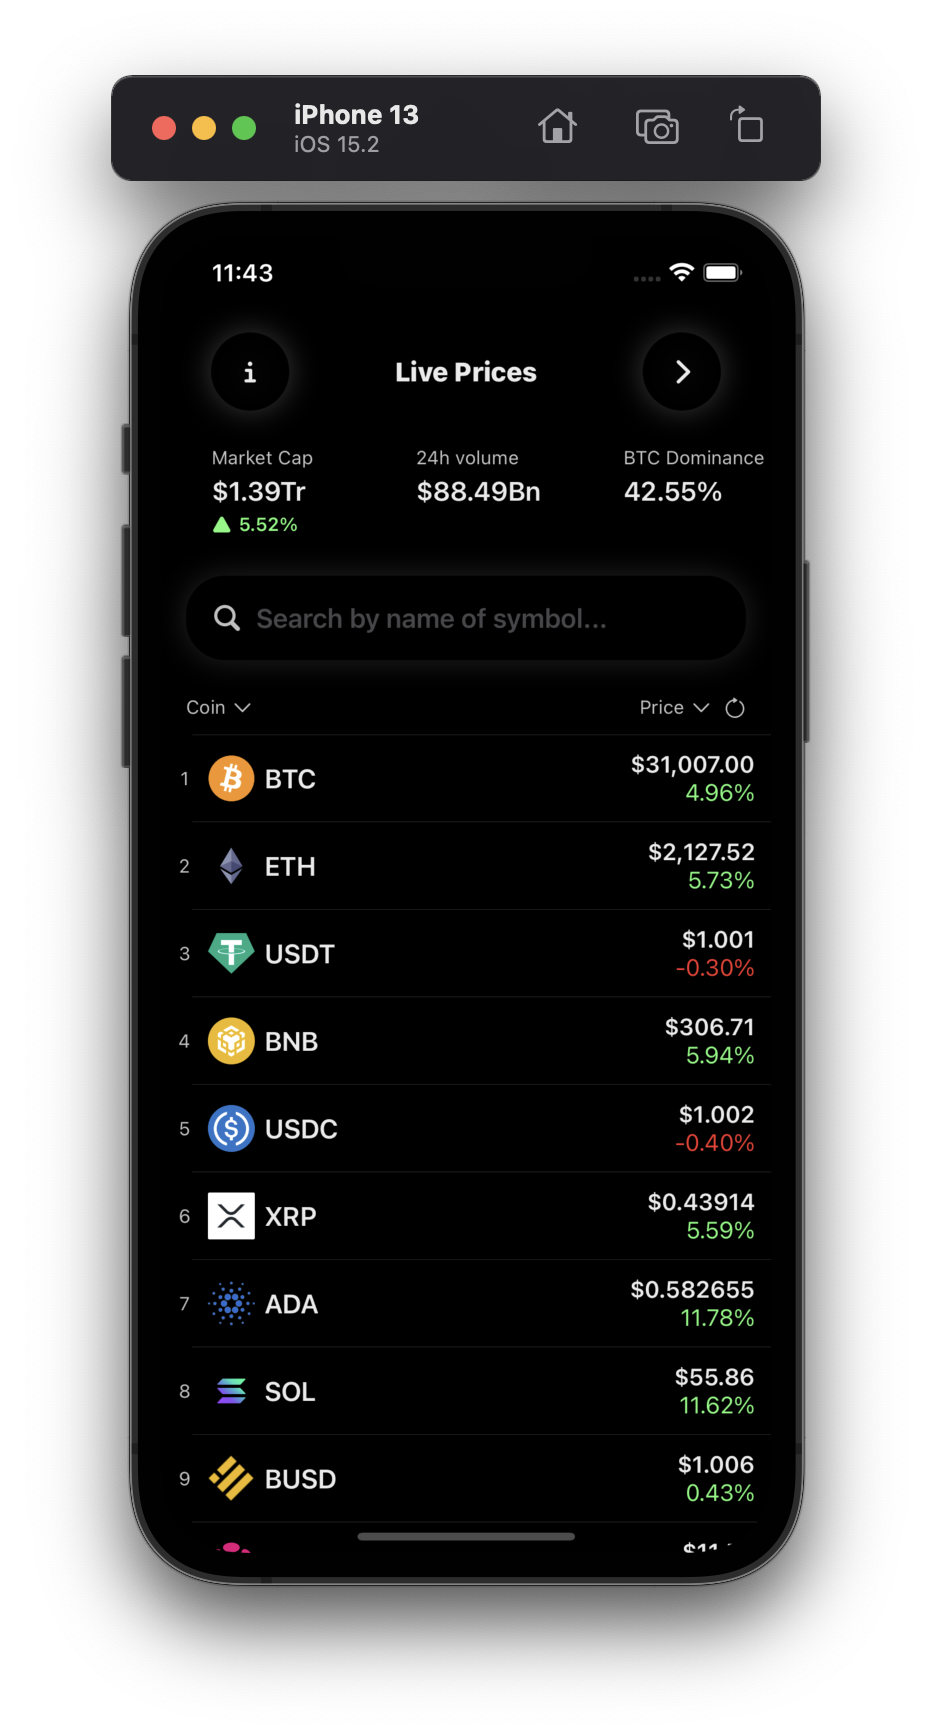 iPhone 13
iOS 15.2
11:43
i
Live Prices
Market Cap 24h volume BTC Dominance
$1.39Tr $88.49Bn 42.55%
5.52%
Search by name of symbol...
Coin Price
1 BTC $31,007.00
4.96%
2 ETH $2,127.52
5.73%
3 USDT $1.001
-0.30%
4 BNB $306.71
5.94%
5 USDC $1.002
-0.40%
6 XRP $0.43914
5.59%
7 ADA $0.582655
11.78%
8 SOL $55.86
11.62%
9 BUSD $1.006
0.43%